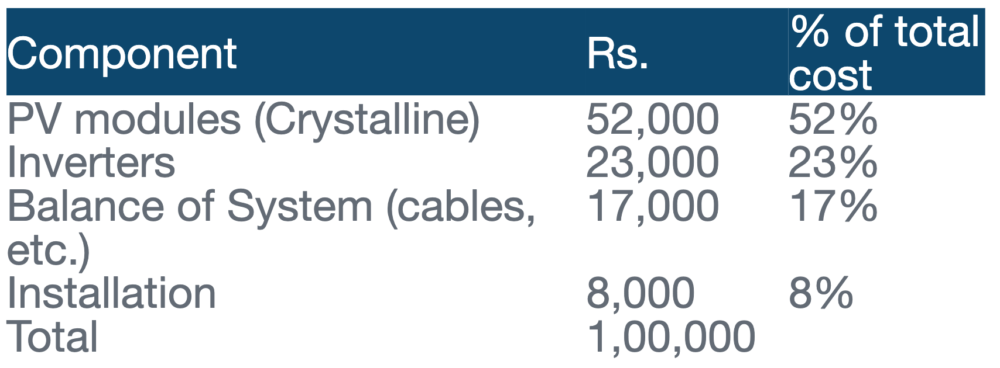 Component Rs. % of total
cost
PV modules (Crystalline) 52,000 52%
Inverters 23,000 23%
Balance of System (cables, 17,000 17%
etc.)
Installation 8,000 8%
Total 1,00,000